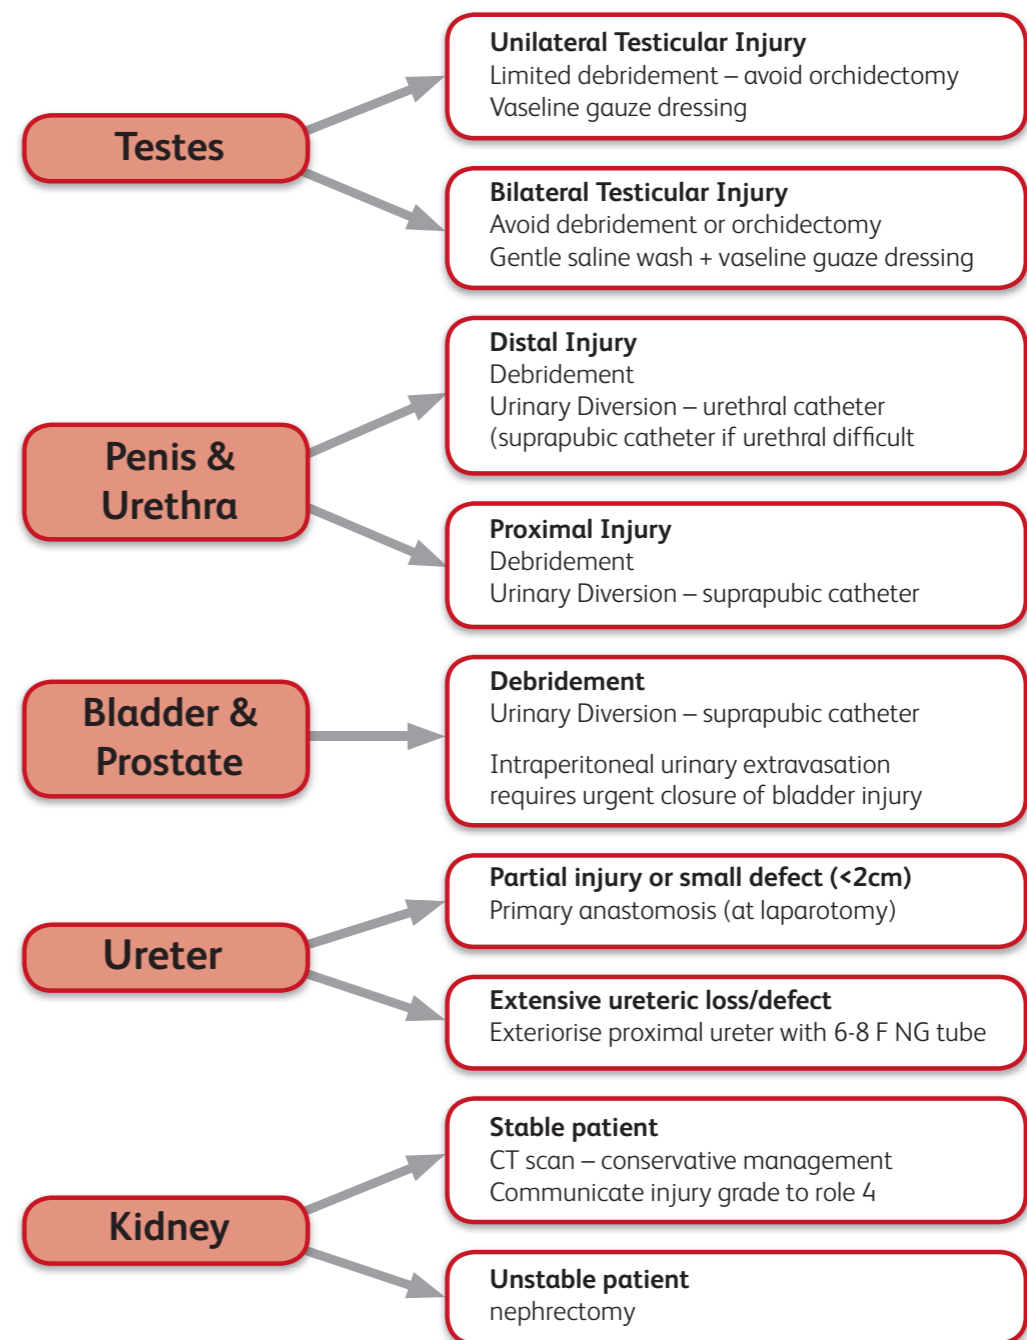 Testes
Unilateral Testicular Injury
Limited debridement – avoid orchidectomy
Vaseline gauze dressing
Bilateral Testicular Injury
Avoid debridement or orchidectomy
Gentle saline wash + vaseline guaze dressing
Penis &
Urethra
Distal Injury
Debridement
Urinary Diversion – urethral catheter
(suprapubic catheter if urethral difficult
Proximal Injury
Debridement
Urinary Diversion – suprapubic catheter
Bladder &
Prostate
Debridement
Urinary Diversion – suprapubic catheter
Intraperitoneal urinary extravasation
requires urgent closure of bladder injury
Ureter
Partial injury or small defect (<2cm)
Primary anastomosis (at laparotomy)
Extensive ureteric loss/defect
Exteriorise proximal ureter with 6-8 F NG tube
Kidney
Stable patient
CT scan – conservative management
Communicate injury grade to role 4
Unstable patient
nephrectomy